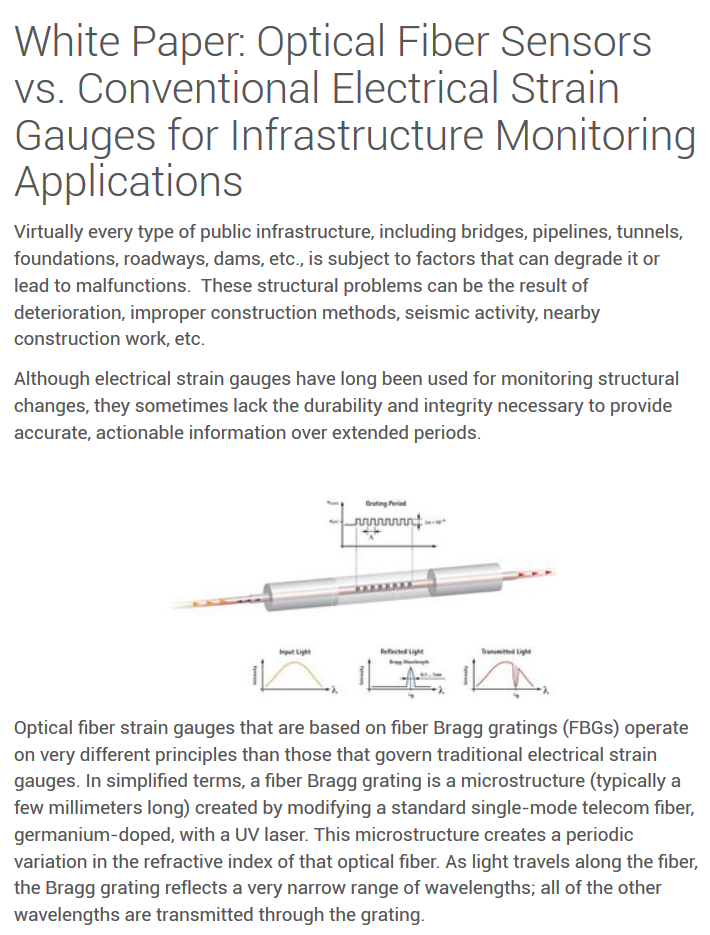 White Paper: Optical Fiber Sensors
vs. Conventional Electrical Strain
Gauges for Infrastructure Monitoring
Applications
Virtually every type of public infrastructure, including bridges, pipelines, tunnels,
foundations, roadways, dams, etc., is subject to factors that can degrade it or
lead to malfunctions.  These structural problems can be the result of
deterioration, improper construction methods, seismic activity, nearby
construction work, etc.
Although electrical strain gauges have long been used for monitoring structural
changes, they sometimes lack the durability and integrity necessary to provide
accurate, actionable information over extended periods.
Grating Period
Λ
Input Light
Reflected Light
Transmitted Light
Bragg Wavelength
Intensity
Intensity
Intensity
λ
λ
λ
Optical fiber strain gauges that are based on fiber Bragg gratings (FBGs) operate
on very different principles than those that govern traditional electrical strain
gauges. In simplified terms, a fiber Bragg grating is a microstructure (typically a
few millimeters long) created by modifying a standard single-mode telecom fiber,
germanium-doped, with a UV laser. This microstructure creates a periodic
variation in the refractive index of that optical fiber. As light travels along the fiber,
the Bragg grating reflects a very narrow range of wavelengths; all of the other
wavelengths are transmitted through the grating.